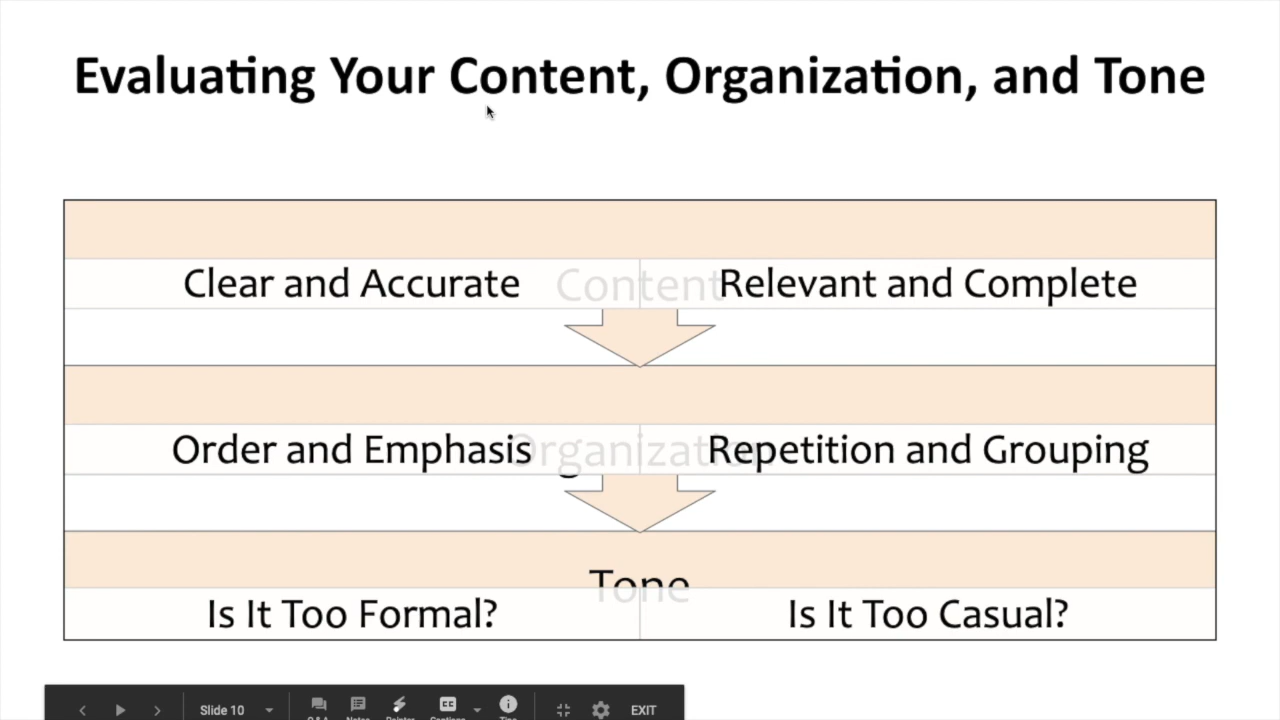 Evaluating Your Content, Organization, and Tone
Content
Clear and Accurate
Relevant and Complete
Organization
Order and Emphasis
Repetition and Grouping
Tone
Is It Too Formal?
Is It Too Casual?
Slide 10
EXIT